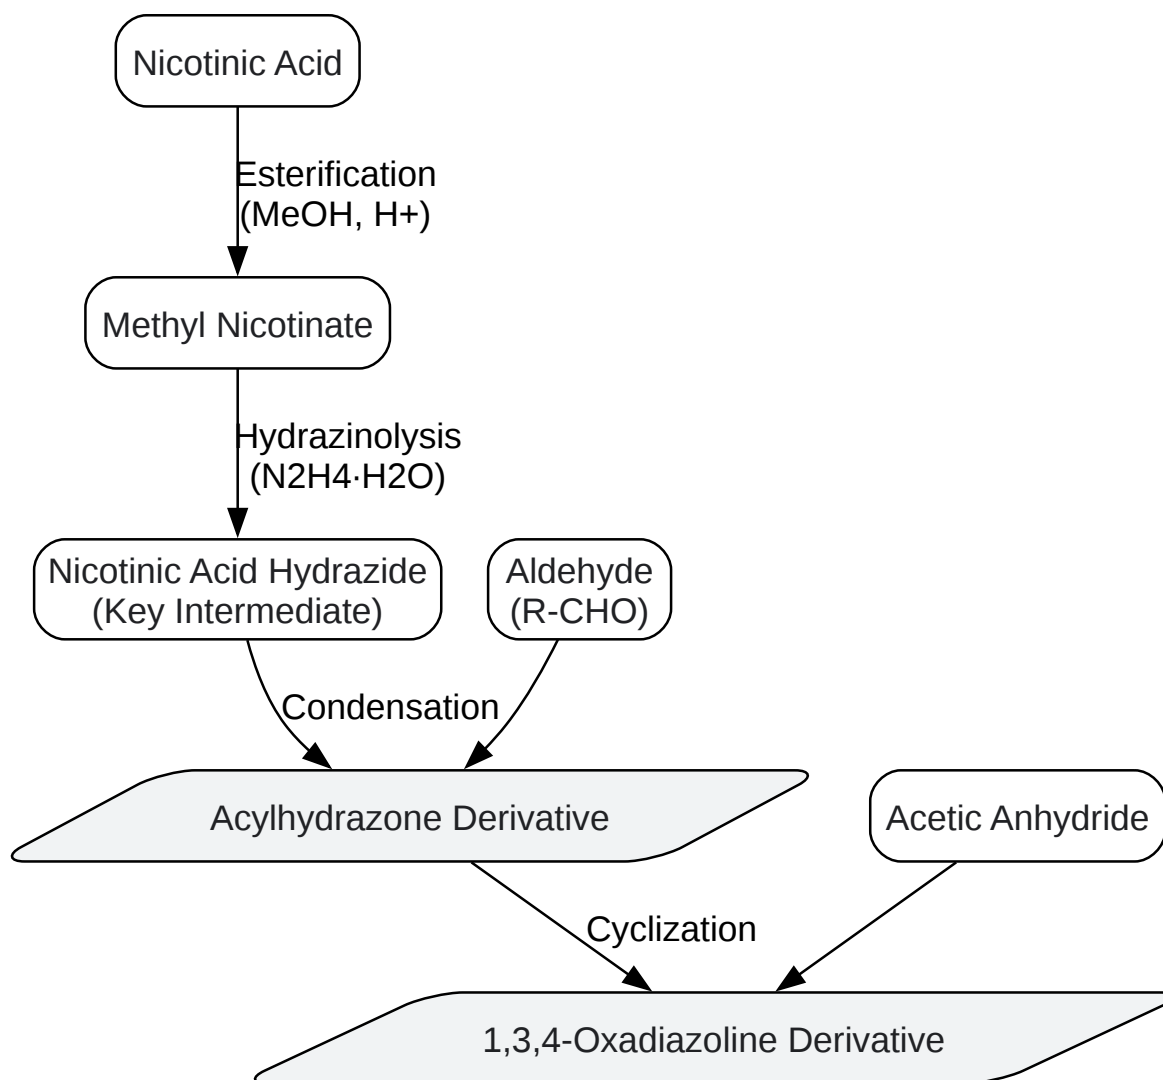 Nicotinic Acid
Esterification
(MeOH, H+)
Methyl Nicotinate
Hydrazinolysis
(N2H4·H2O)
Nicotinic Acid Hydrazide
(Key Intermediate)
Aldehyde
(R-CHO)
Condensation
Acylhydrazone Derivative
Acetic Anhydride
Cyclization
1,3,4-Oxadiazoline Derivative